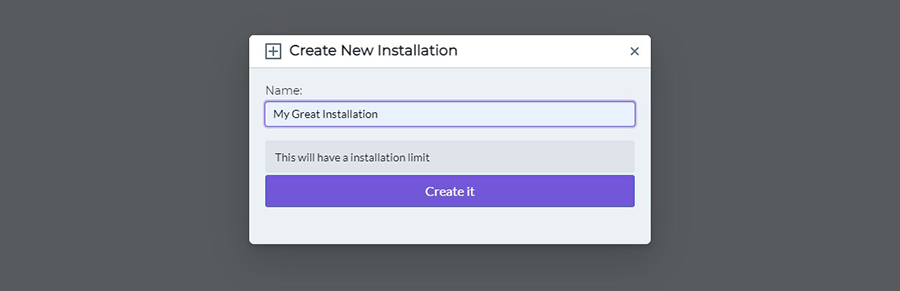 Create New Installation
Name:
My Great Installation
This will have a installation limit
Create it